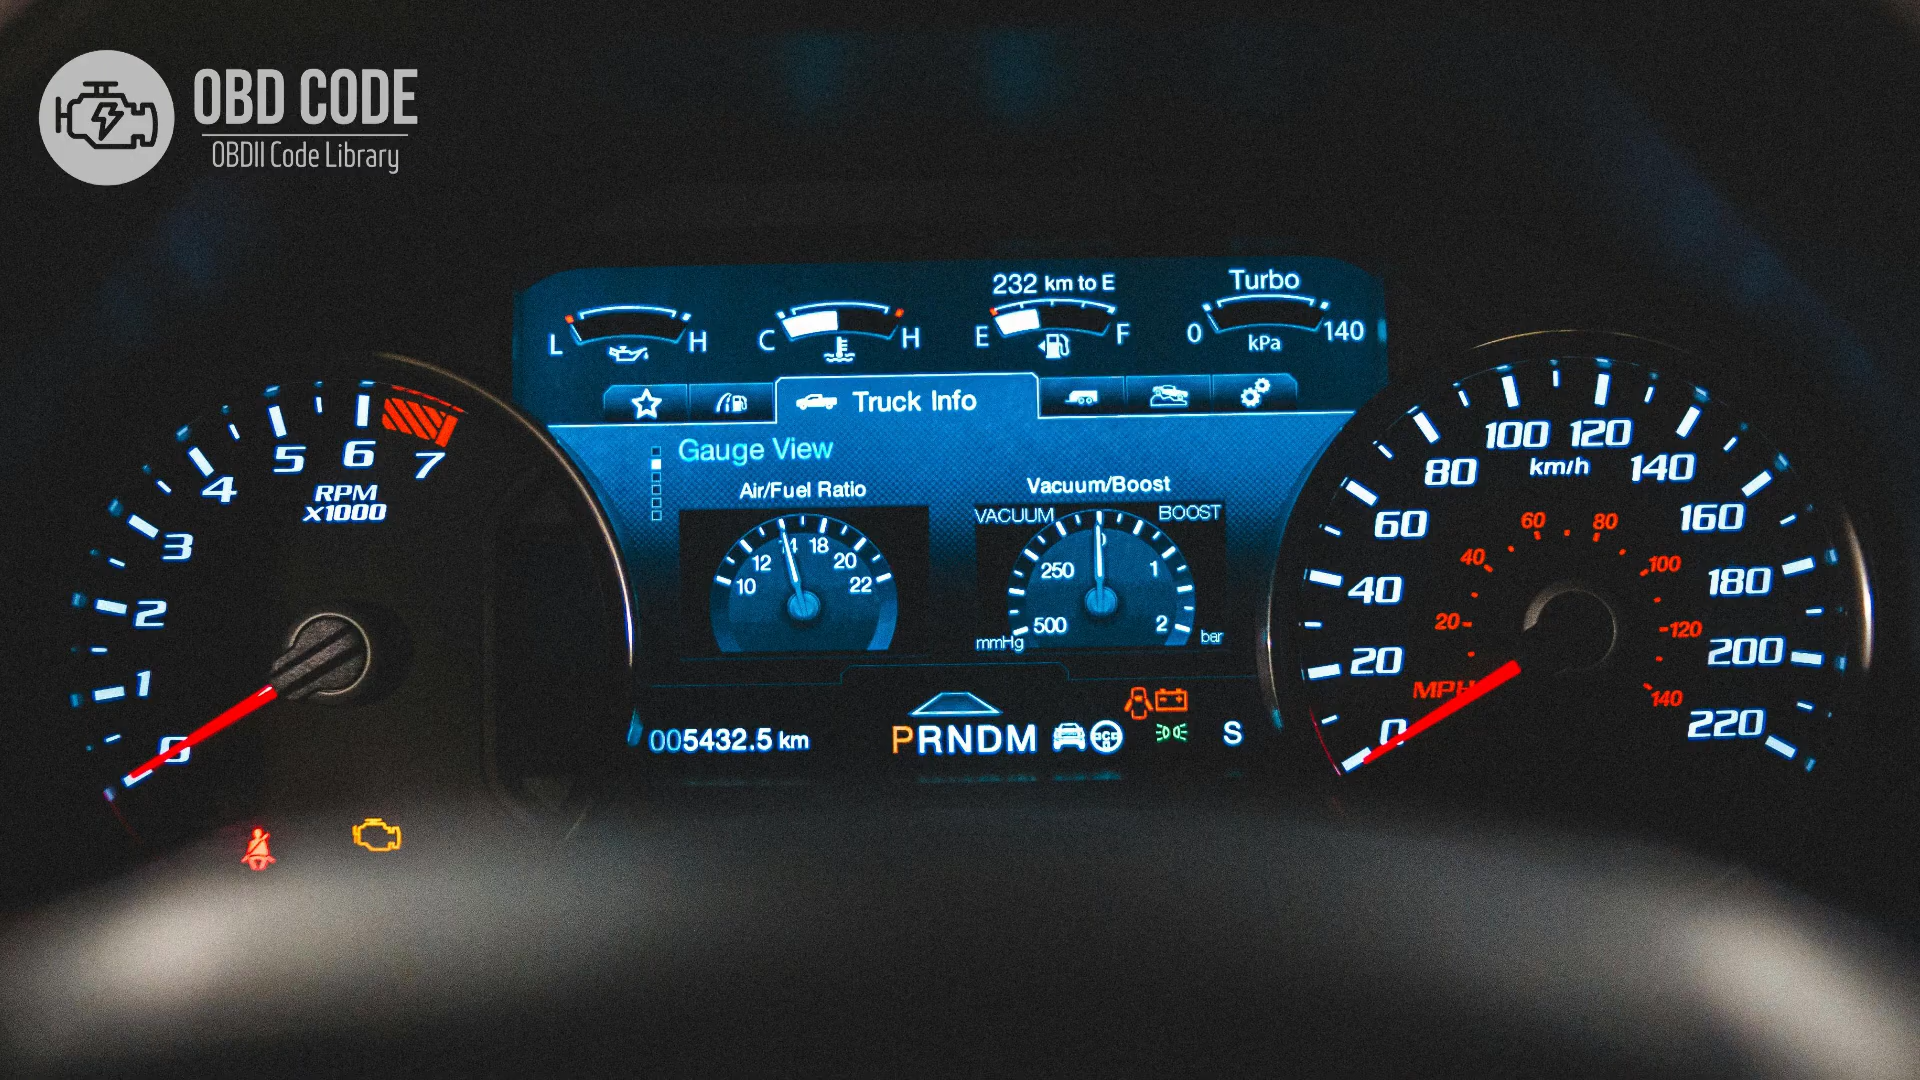 OBD CODE
OBDII Code Library
232 km to E
Turbo
L H
C H
E F
0 140
kPa
Truck Info
Gauge View
Air/Fuel Ratio
10 12 14 18 20 22
Vacuum/Boost
VACUUM BOOST
500 250 0 1 2
mmHg bar
0 1 2 3 4 5 6 7
RPM
X1000
0 20 40 60 80 100 120 140 160 180 200 220
km/h
20 40 60 80 100 120 140
MPH
005432.5 km
PRNDM
S